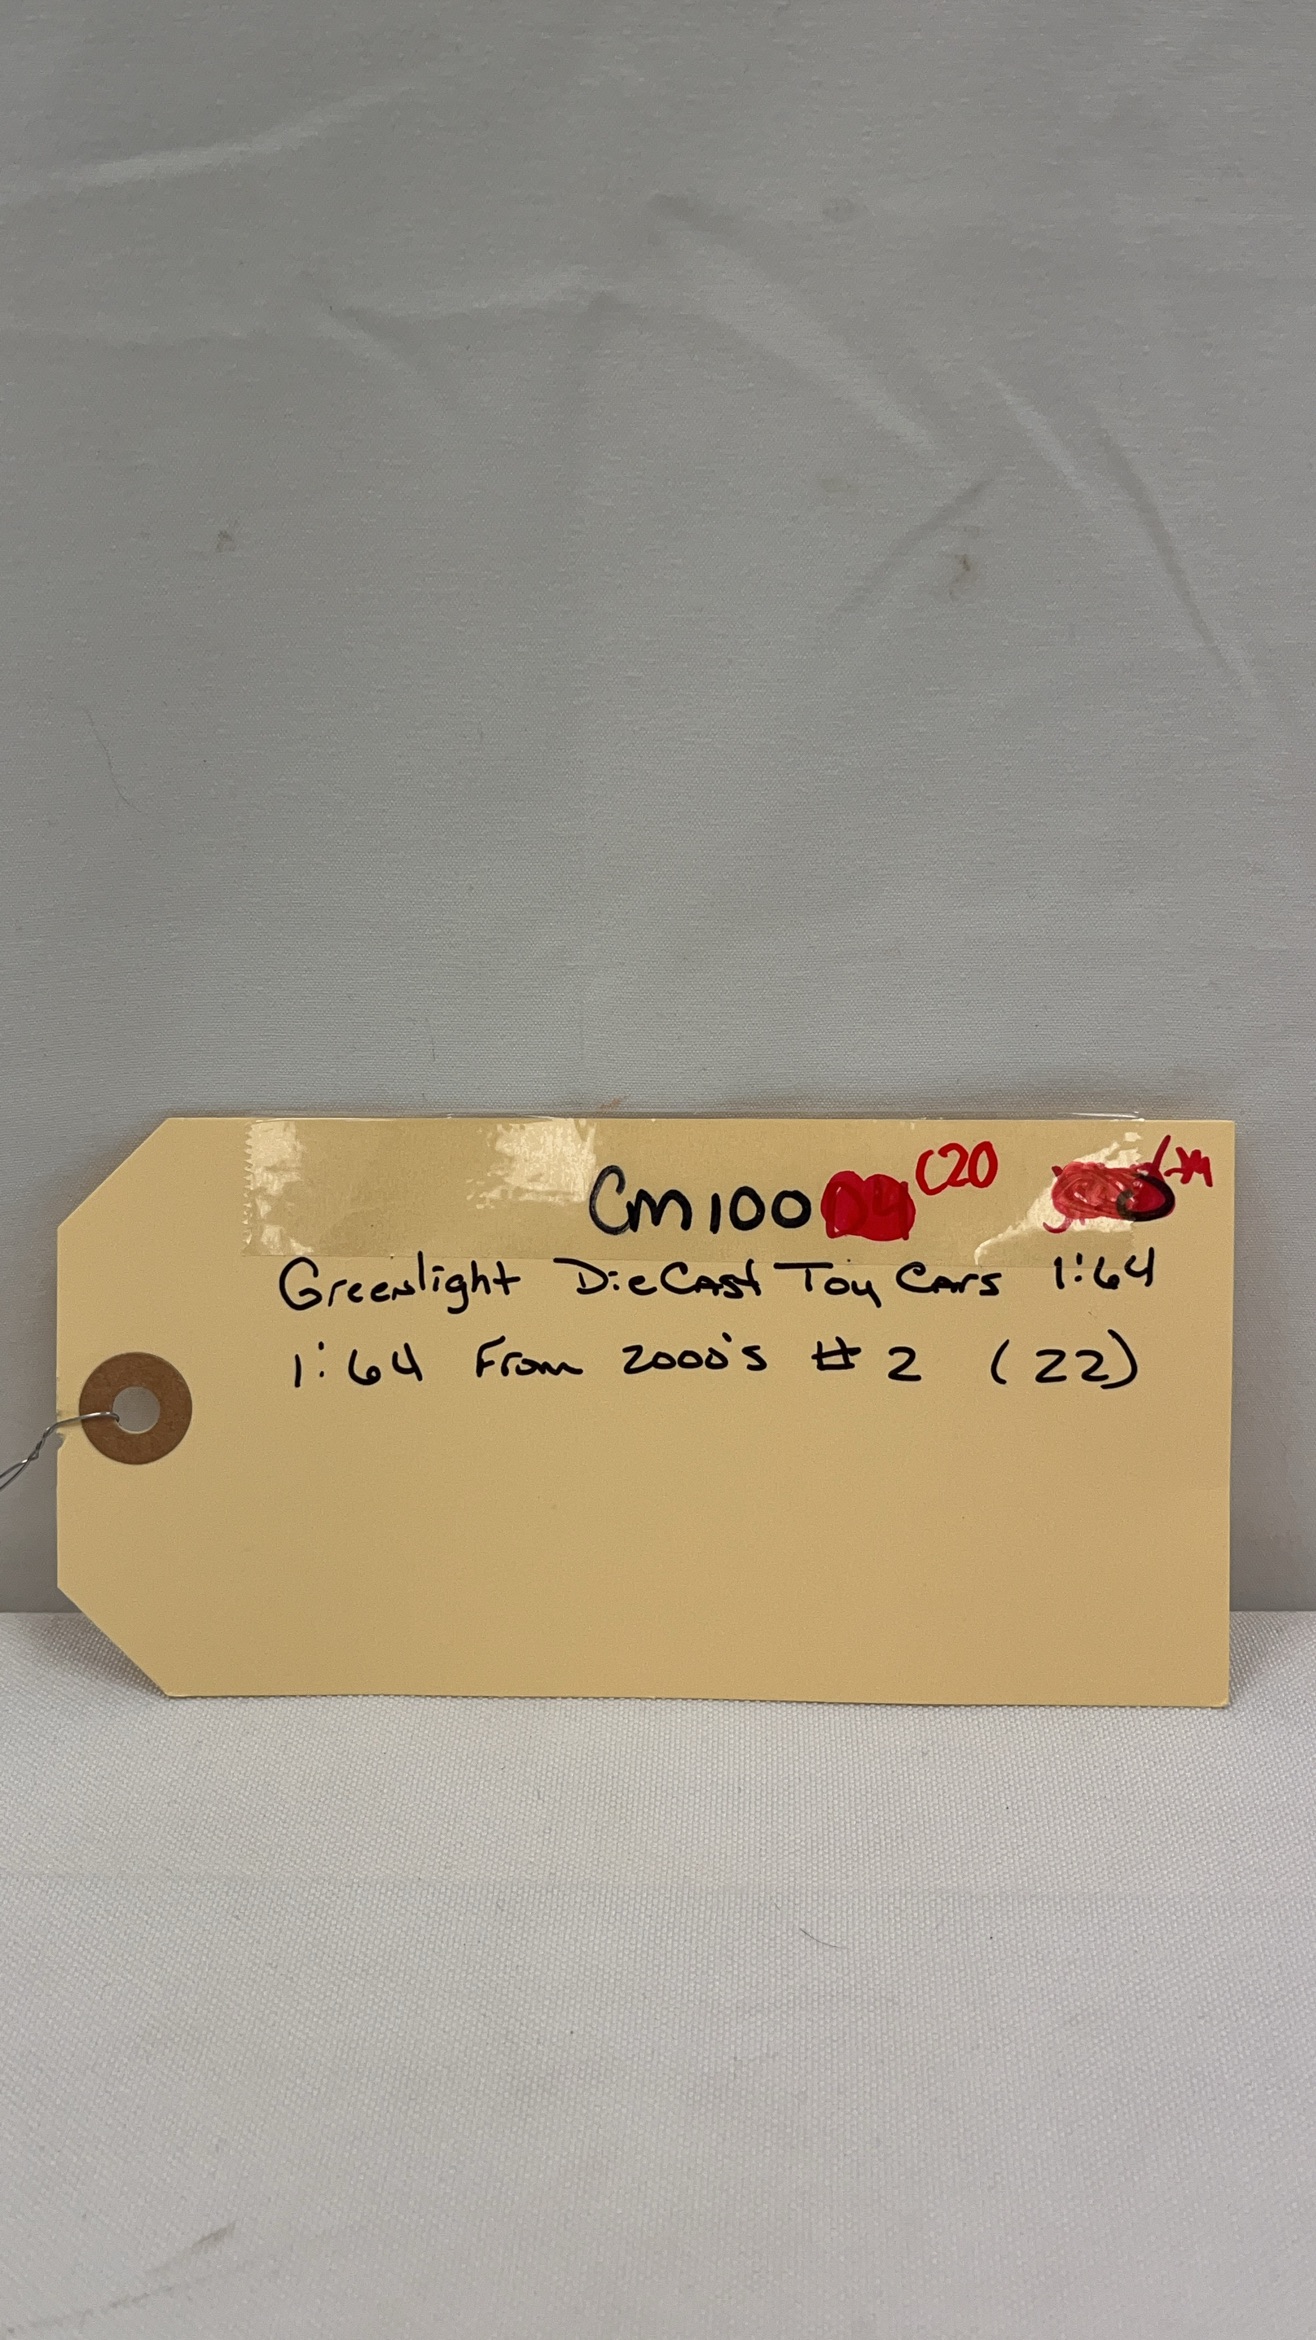 CM100 C20
Greenlight DieCast Toy Cars 1:64
1:64 From 2000's # 2 (22)